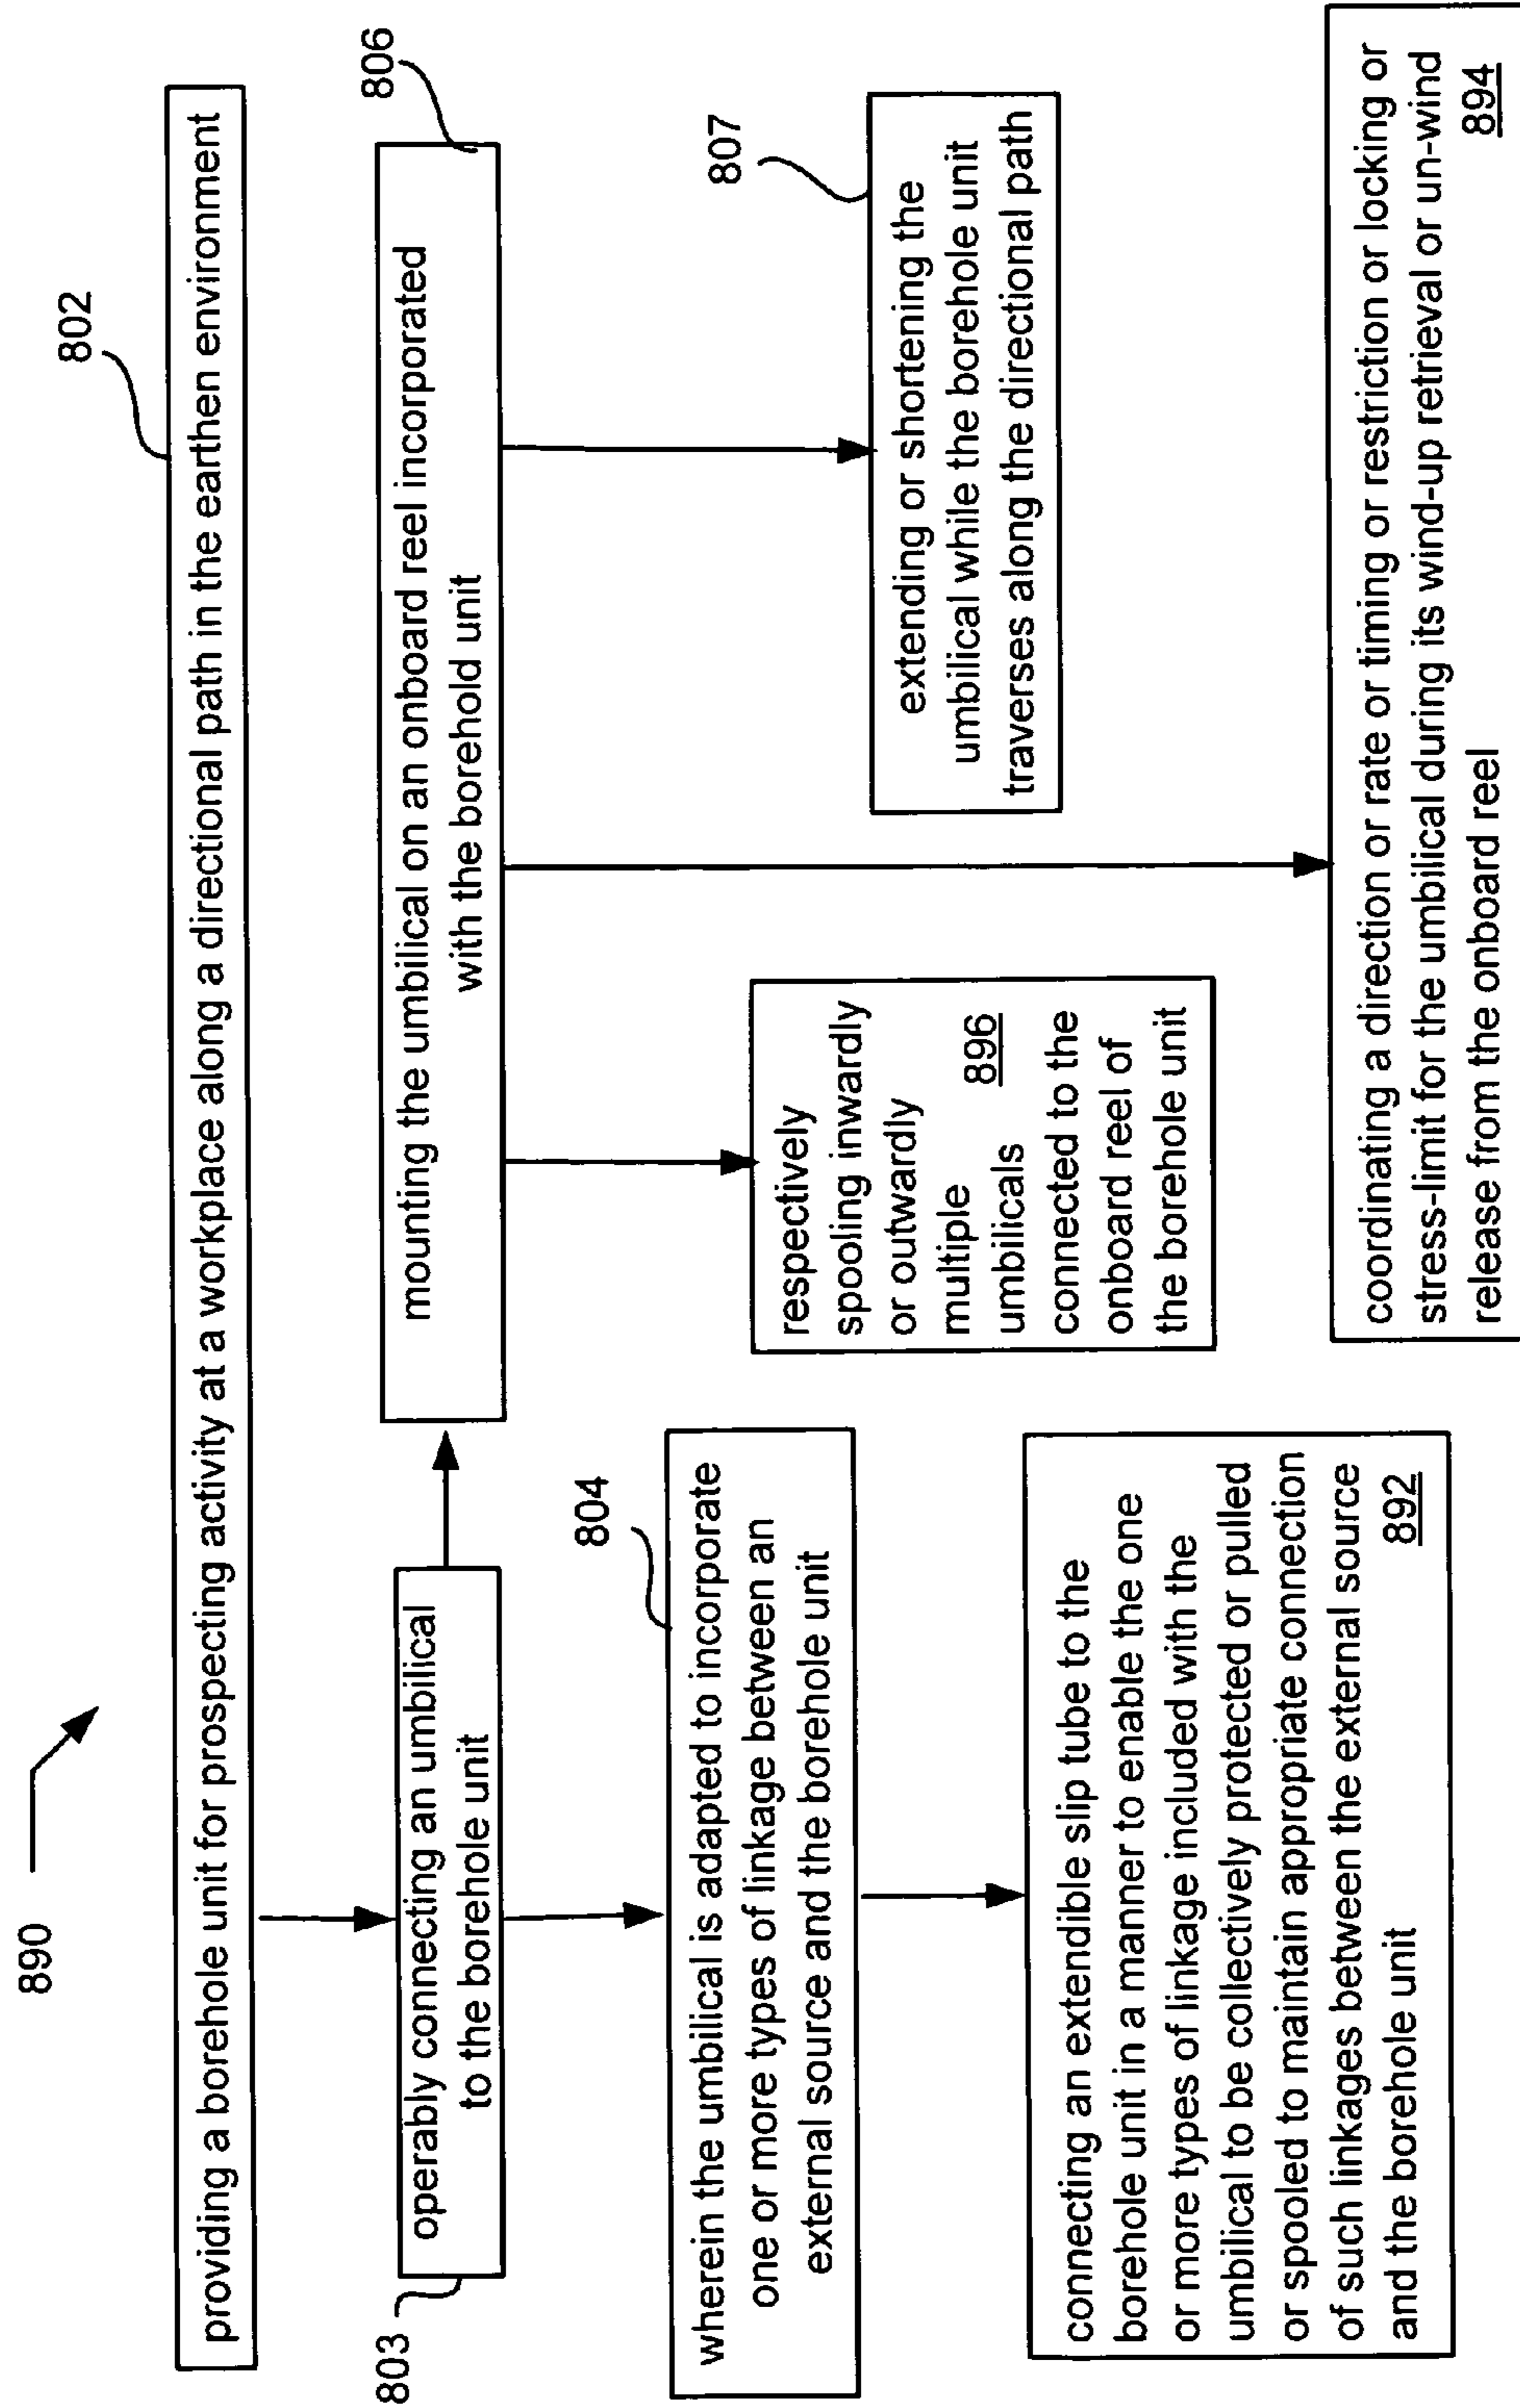 890
802
providing a borehole unit for prospecting activity at a workplace along a directional path in the earthen environment
803
operably connecting an umbilical
to the borehole unit
806
mounting the umbilical on an onboard reel incorporated
with the borehold unit
804
wherein the umbilical is adapted to incorporate
one or more types of linkage between an
external source and the borehole unit
respectively
spooling inwardly
or outwardly
multiple 896
umbilicals
connected to the
onboard reel of
the borehole unit
807
extending or shortening the
umbilical while the borehole unit
traverses along the directional path
connecting an extendible slip tube to the
borehole unit in a manner to enable the one
or more types of linkage included with the
umbilical to be collectively protected or pulled
or spooled to maintain appropriate connection
of such linkages between the external source
and the borehole unit 892
coordinating a direction or rate or timing or restriction or locking or
stress-limit for the umbilical during its wind-up retrieval or un-wind
release from the onboard reel 894